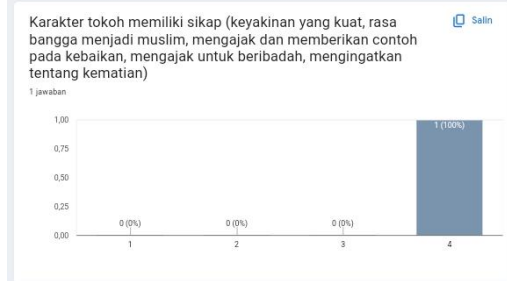 Karakter tokoh memiliki sikap (keyakinan yang kuat, rasa
bangga menjadi muslim, mengajak dan memberikan contoh
pada kebaikan, mengajak untuk beribadah, mengingatkan
tentang kematian)
Salin
1 jawaban
1,00
0,75
0,50
0,25
0,00
0 (0%)
0 (0%)
0 (0%)
1 (100%)
1
2
3
4